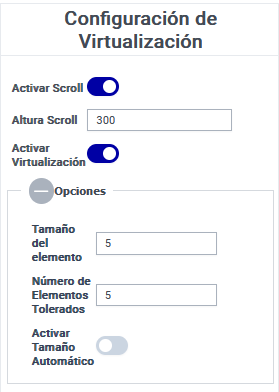 Configuración de
Virtualización
Activar Scroll
Altura Scroll 300
Activar
Virtualización
Opciones
Tamaño
del
elemento
5
Número de
Elementos
Tolerados
5
Activar
Tamaño
Automático